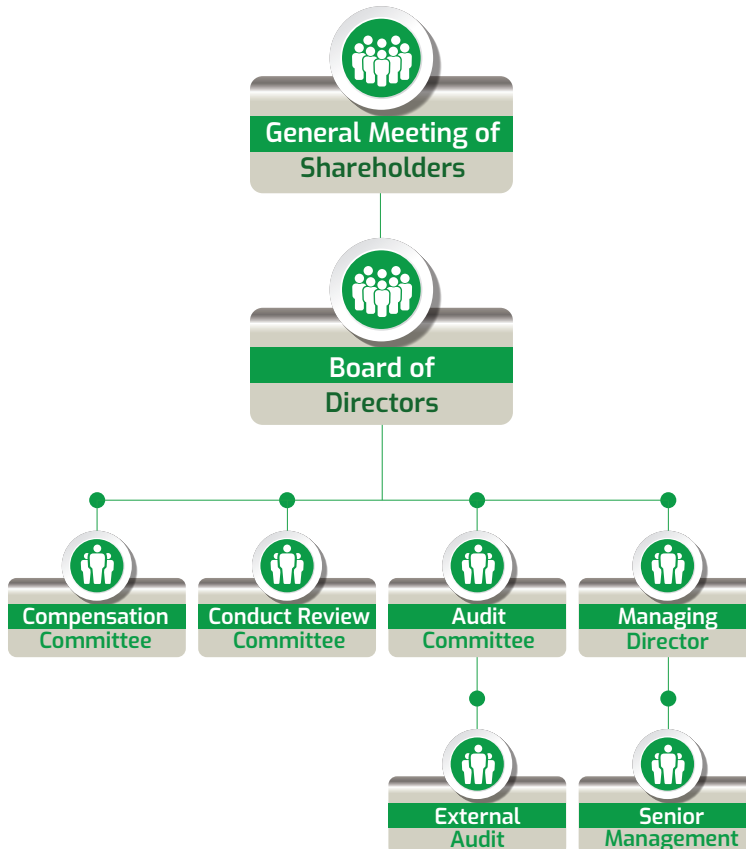 General Meeting of
Shareholders
Board of
Directors
Compensation
Committee
Conduct Review
Committee
Audit
Committee
Managing
Director
External
Audit
Senior
Management